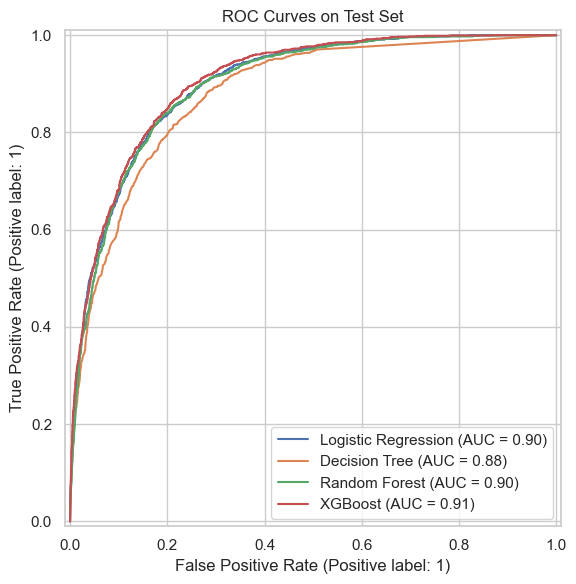 ROC Curves on Test Set
True Positive Rate (Positive label: 1)
1.0
0.8
0.6
0.4
0.2
0.0
Logistic Regression (AUC = 0.90)
Decision Tree (AUC = 0.88)
Random Forest (AUC = 0.90)
XGBoost (AUC = 0.91)
0.0 0.2 0.4 0.6 0.8 1.0
False Positive Rate (Positive label: 1)